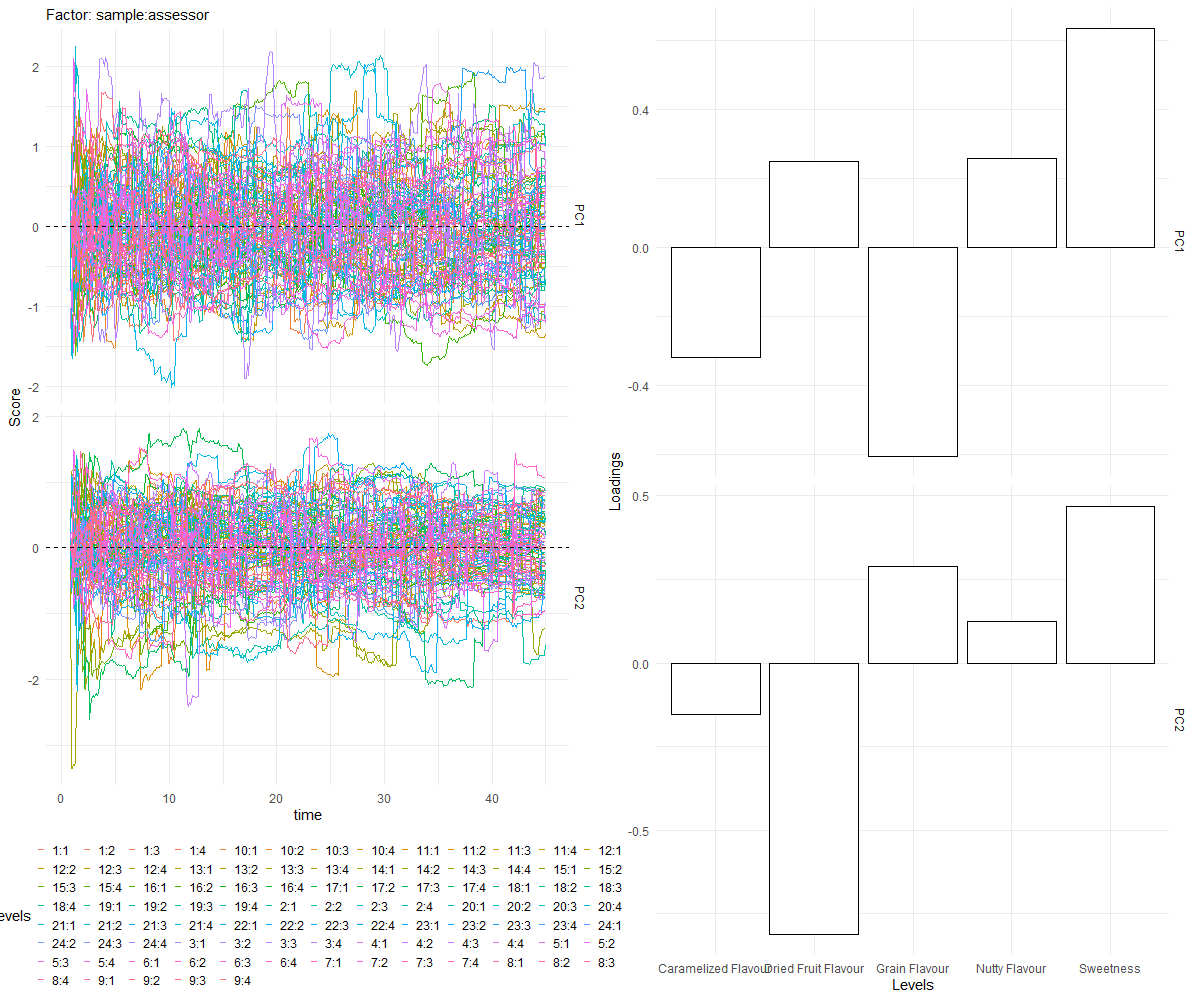 Factor: sample:assessor
Score
2
1
0
-1
-2
PC1
2
0
-2
PC2
0
10
20
30
40
time
evels
1:1 1:2 1:3 1:4 10:1 10:2 10:3 10:4 11:1 11:2 11:3 11:4 12:1
12:2 12:3 12:4 13:1 13:2 13:3 13:4 14:1 14:2 14:3 14:4 15:1 15:2
15:3 15:4 16:1 16:2 16:3 16:4 17:1 17:2 17:3 17:4 18:1 18:2 18:3
18:4 19:1 19:2 19:3 19:4 2:1 2:2 2:3 2:4 20:1 20:2 20:3 20:4
21:1 21:2 21:3 21:4 22:1 22:2 22:3 22:4 23:1 23:2 23:3 23:4 24:1
24:2 24:3 24:4 3:1 3:2 3:3 3:4 4:1 4:2 4:3 4:4 5:1 5:2
5:3 5:4 6:1 6:2 6:3 6:4 7:1 7:2 7:3 7:4 8:1 8:2 8:3
8:4 9:1 9:2 9:3 9:4
Loadings
0.4
0.0
-0.4
PC1
0.5
0.0
-0.5
PC2
Caramelized Flavour
Dried Fruit Flavour
Grain Flavour
Nutty Flavour
Sweetness
Levels